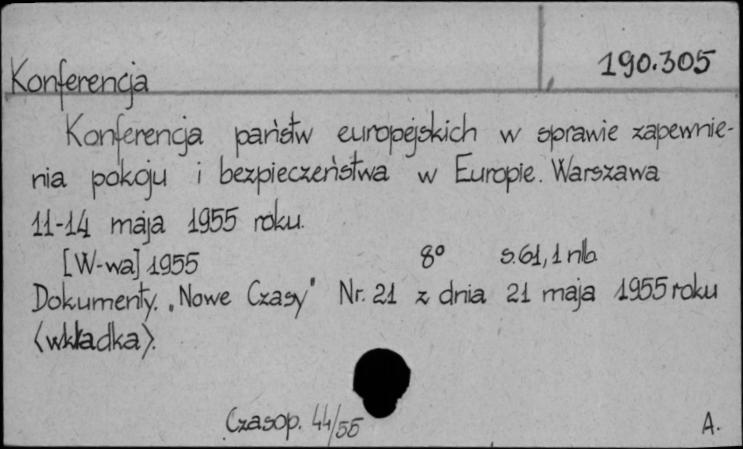 190.305
Konferencja
Konferencja państw europejskich w sprawie zapewnie-
nia pokoju i bezpieczeństwa w Europie. Warszawa
11-14 maja 1955 roku.
[W-wa] 1955 8° s. 61, 1 nlb.
Dokumenty. „Nowe Czasy" Nr. 21 z dnia 21 maja 1955 roku
<wkładka>.
Czasop. 44/55 A.